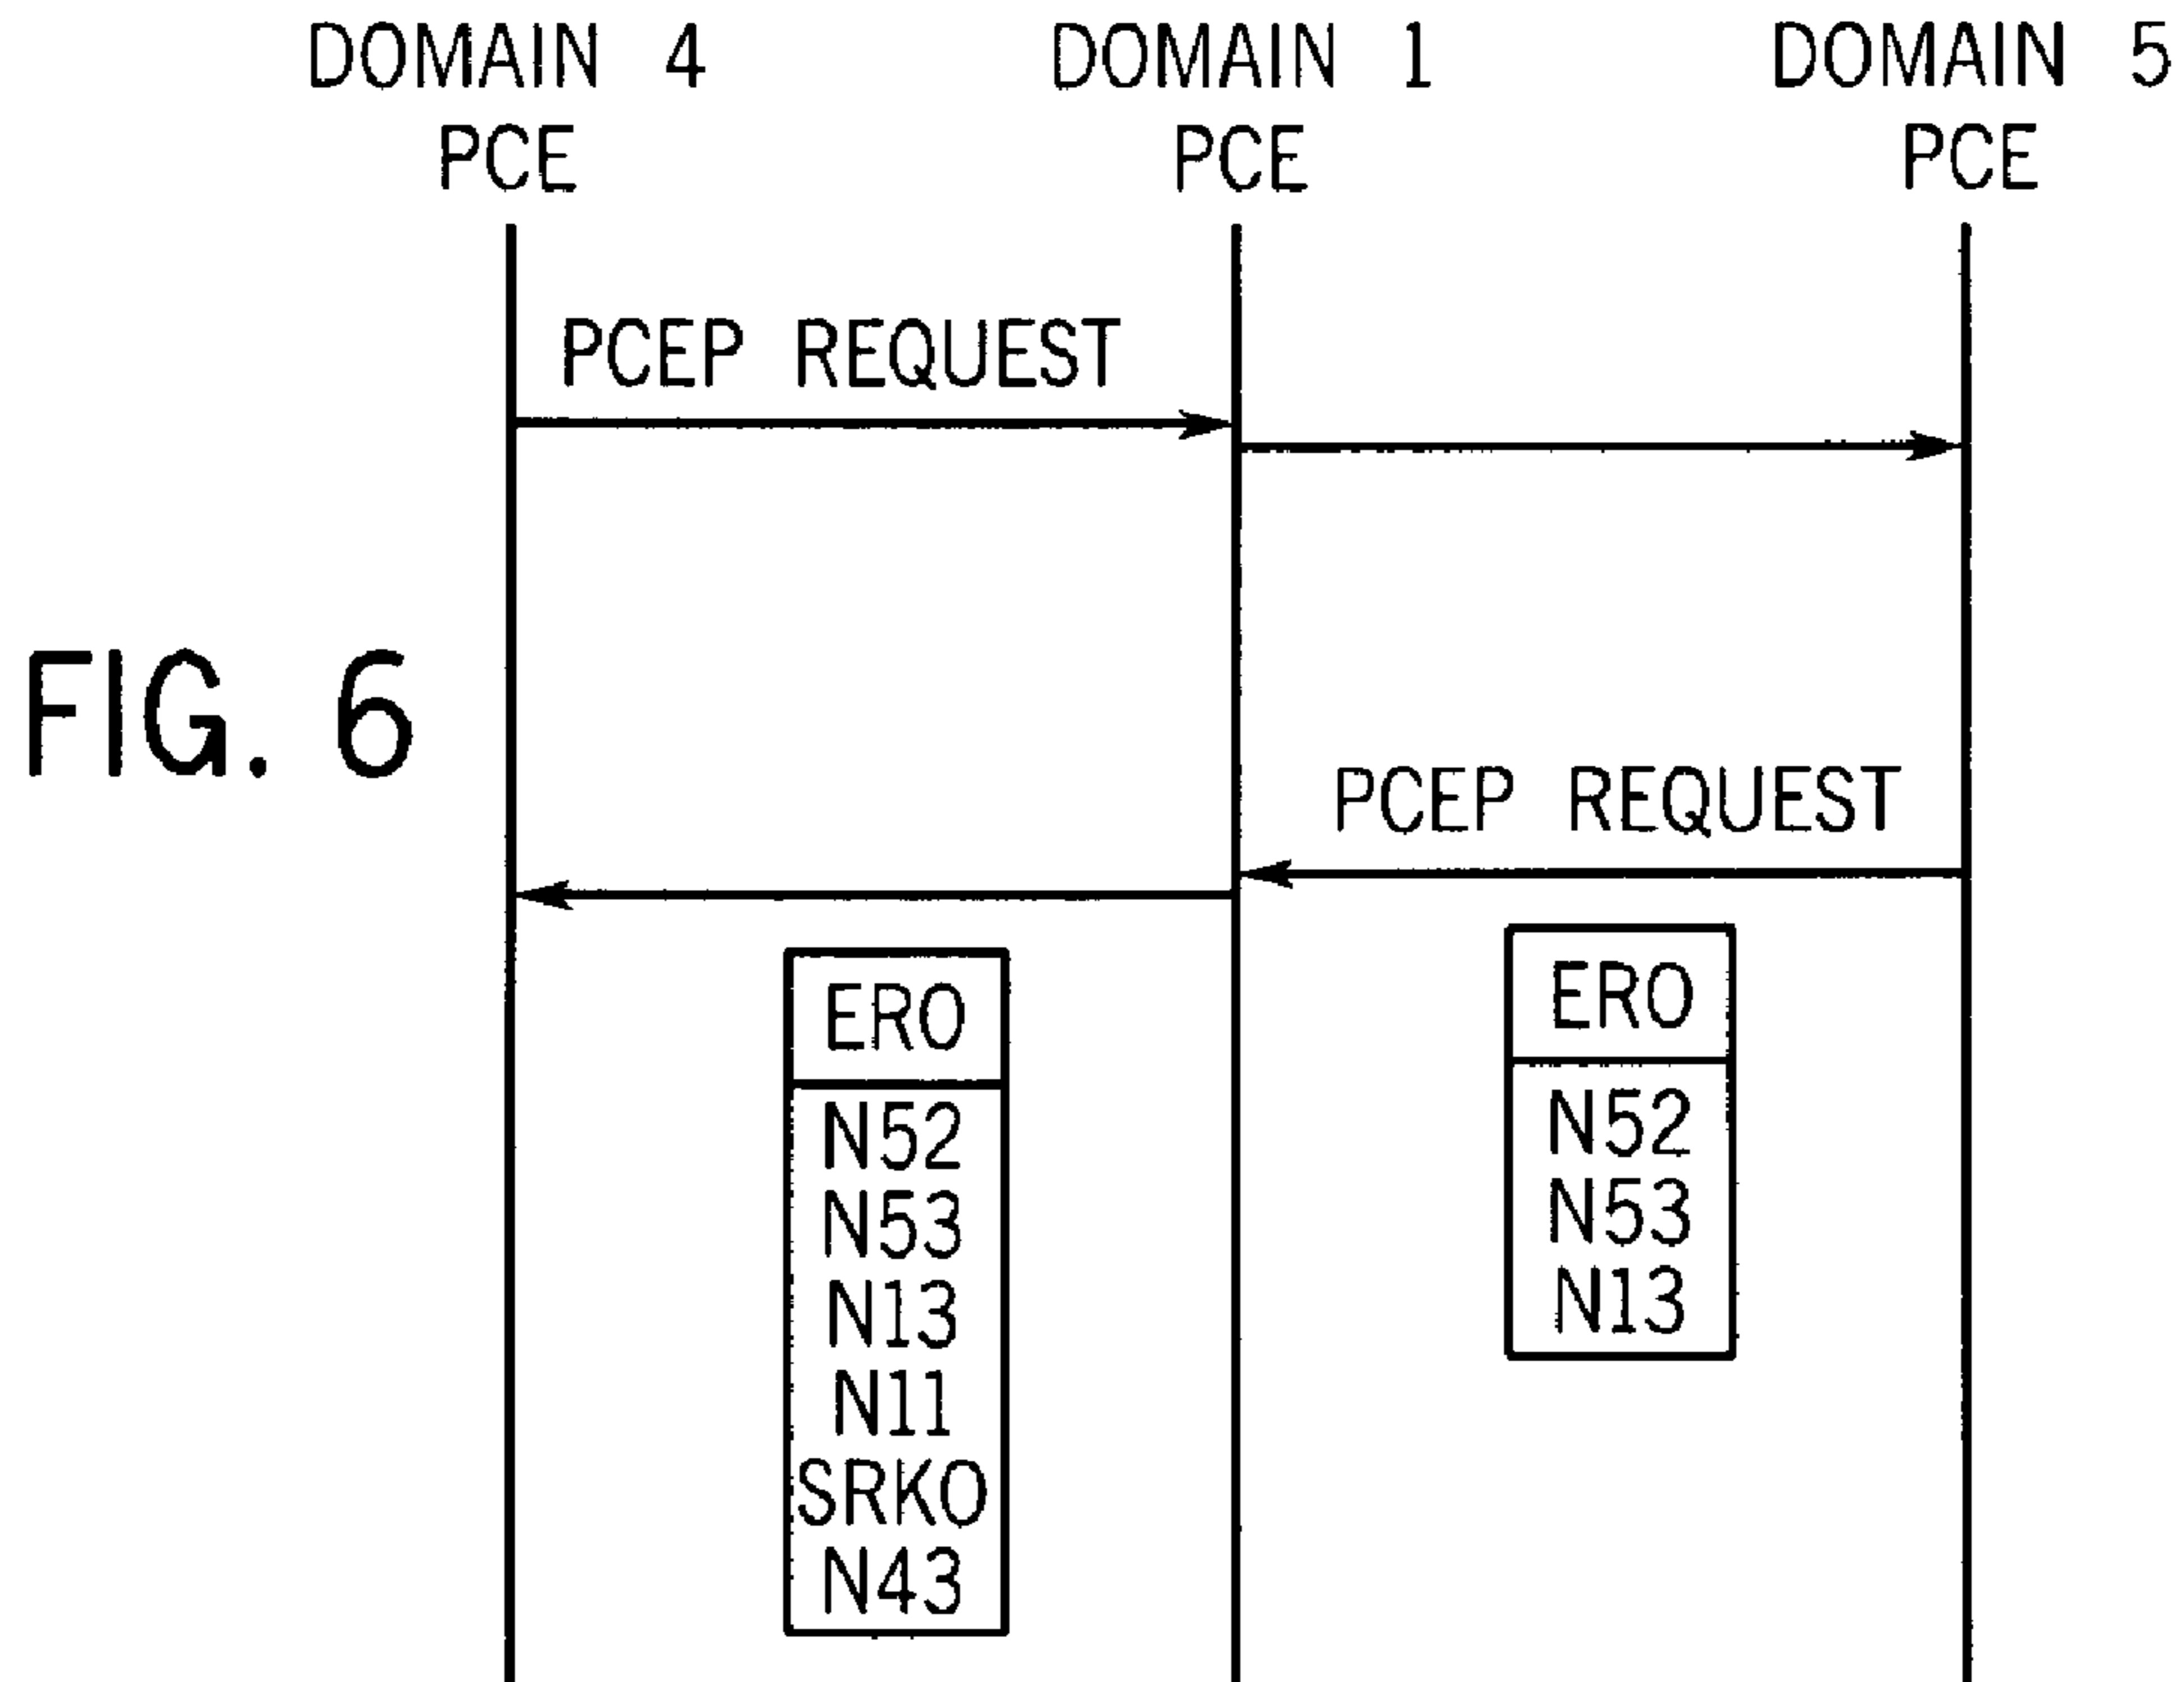 DOMAIN 4
PCE
DOMAIN 1
PCE
DOMAIN 5
PCE
PCEP REQUEST
FIG. 6
PCEP REQUEST
ERO
N52
N53
N13
N11
SRKO
N43
ERO
N52
N53
N13